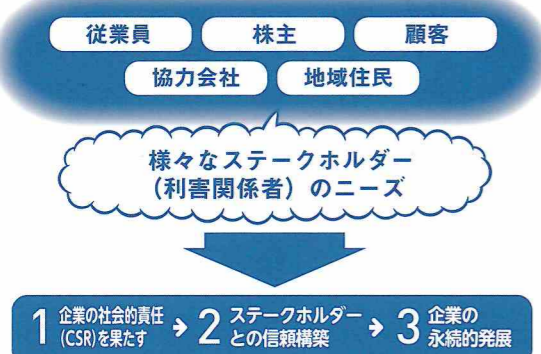 従業員 株主 顧客
協力会社 地域住民
様々なステークホルダー
(利害関係者)のニーズ
1 企業の社会的責任
(CSR)を果たす
→
2 ステークホルダー
との信頼構築
→
3 企業の
永続的発展